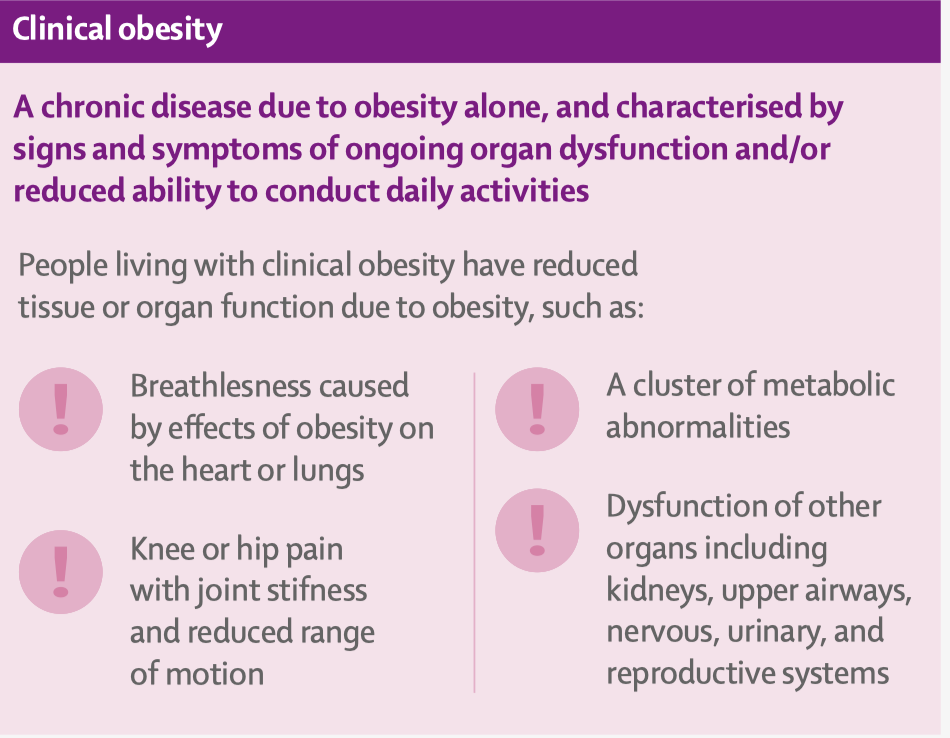 Clinical obesity
A chronic disease due to obesity alone, and characterised by
signs and symptoms of ongoing organ dysfunction and/or
reduced ability to conduct daily activities
People living with clinical obesity have reduced
tissue or organ function due to obesity, such as:
Breathlesness caused
by effects of obesity on
the heart or lungs
Knee or hip pain
with joint stifness
and reduced range
of motion
A cluster of metabolic
abnormalities
Dysfunction of other
organs including
kidneys, upper airways,
nervous, urinary, and
reproductive systems